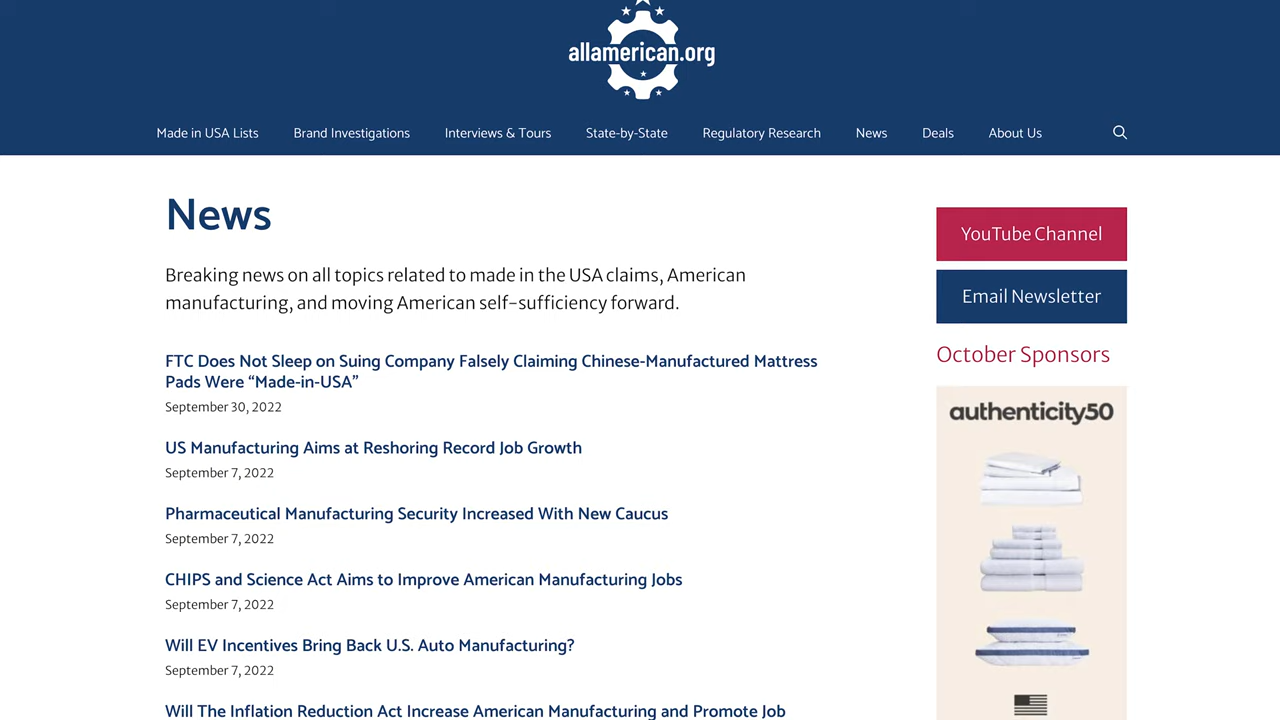 allamerican.org
Made in USA Lists
Brand Investigations
Interviews & Tours
State-by-State
Regulatory Research
News
Deals
About Us
News
Breaking news on all topics related to made in the USA claims, American
manufacturing, and moving American self-sufficiency forward.
FTC Does Not Sleep on Suing Company Falsely Claiming Chinese-Manufactured Mattress
Pads Were “Made-in-USA”
September 30, 2022
US Manufacturing Aims at Reshoring Record Job Growth
September 7, 2022
Pharmaceutical Manufacturing Security Increased With New Caucus
September 7, 2022
CHIPS and Science Act Aims to Improve American Manufacturing Jobs
September 7, 2022
Will EV Incentives Bring Back U.S. Auto Manufacturing?
September 7, 2022
Will The Inflation Reduction Act Increase American Manufacturing and Promote Job
YouTube Channel
Email Newsletter
October Sponsors
authenticity50